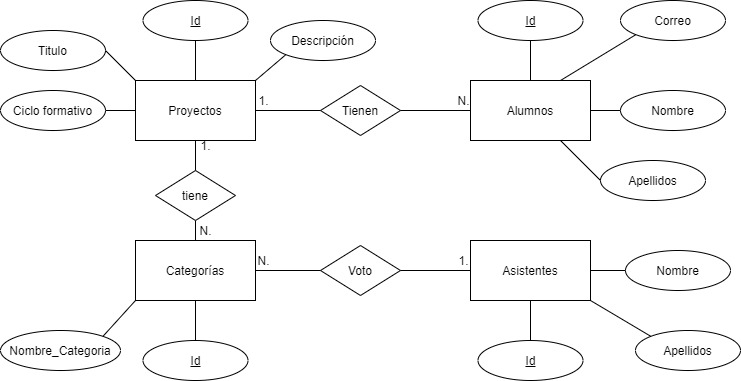 Id
Id
Correo
Titulo
Descripción
Ciclo formativo
Proyectos
1.
Tienen
N.
Alumnos
Nombre
1.
Apellidos
tiene
N.
Categorías
N.
Voto
1.
Asistentes
Nombre
Nombre_Categoria
Id
Id
Apellidos